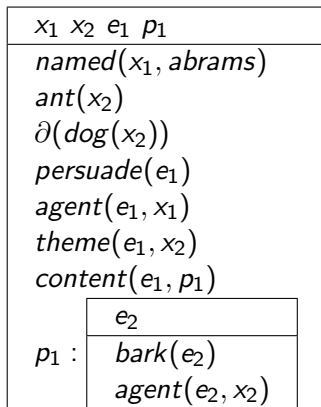 x₁ x₂ e₁ p₁
named(x₁, abrams)
ant(x₂)
∂(dog(x₂))
persuade(e₁)
agent(e₁, x₁)
theme(e₁, x₂)
content(e₁, p₁)
e₂
p₁ : bark(e₂)
agent(e₂, x₂)